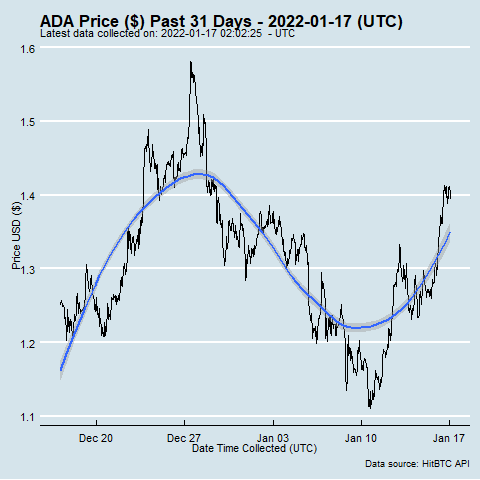 ADA Price ($) Past 31 Days - 2022-01-17 (UTC)
Latest data collected on: 2022-01-17 02:02:25 - UTC
1.6
1.5
1.4
1.3
1.2
1.1
Price USD ($)
Dec 20 Dec 27 Jan 03 Jan 10 Jan 17
Date Time Collected (UTC)
Data source: HitBTC API